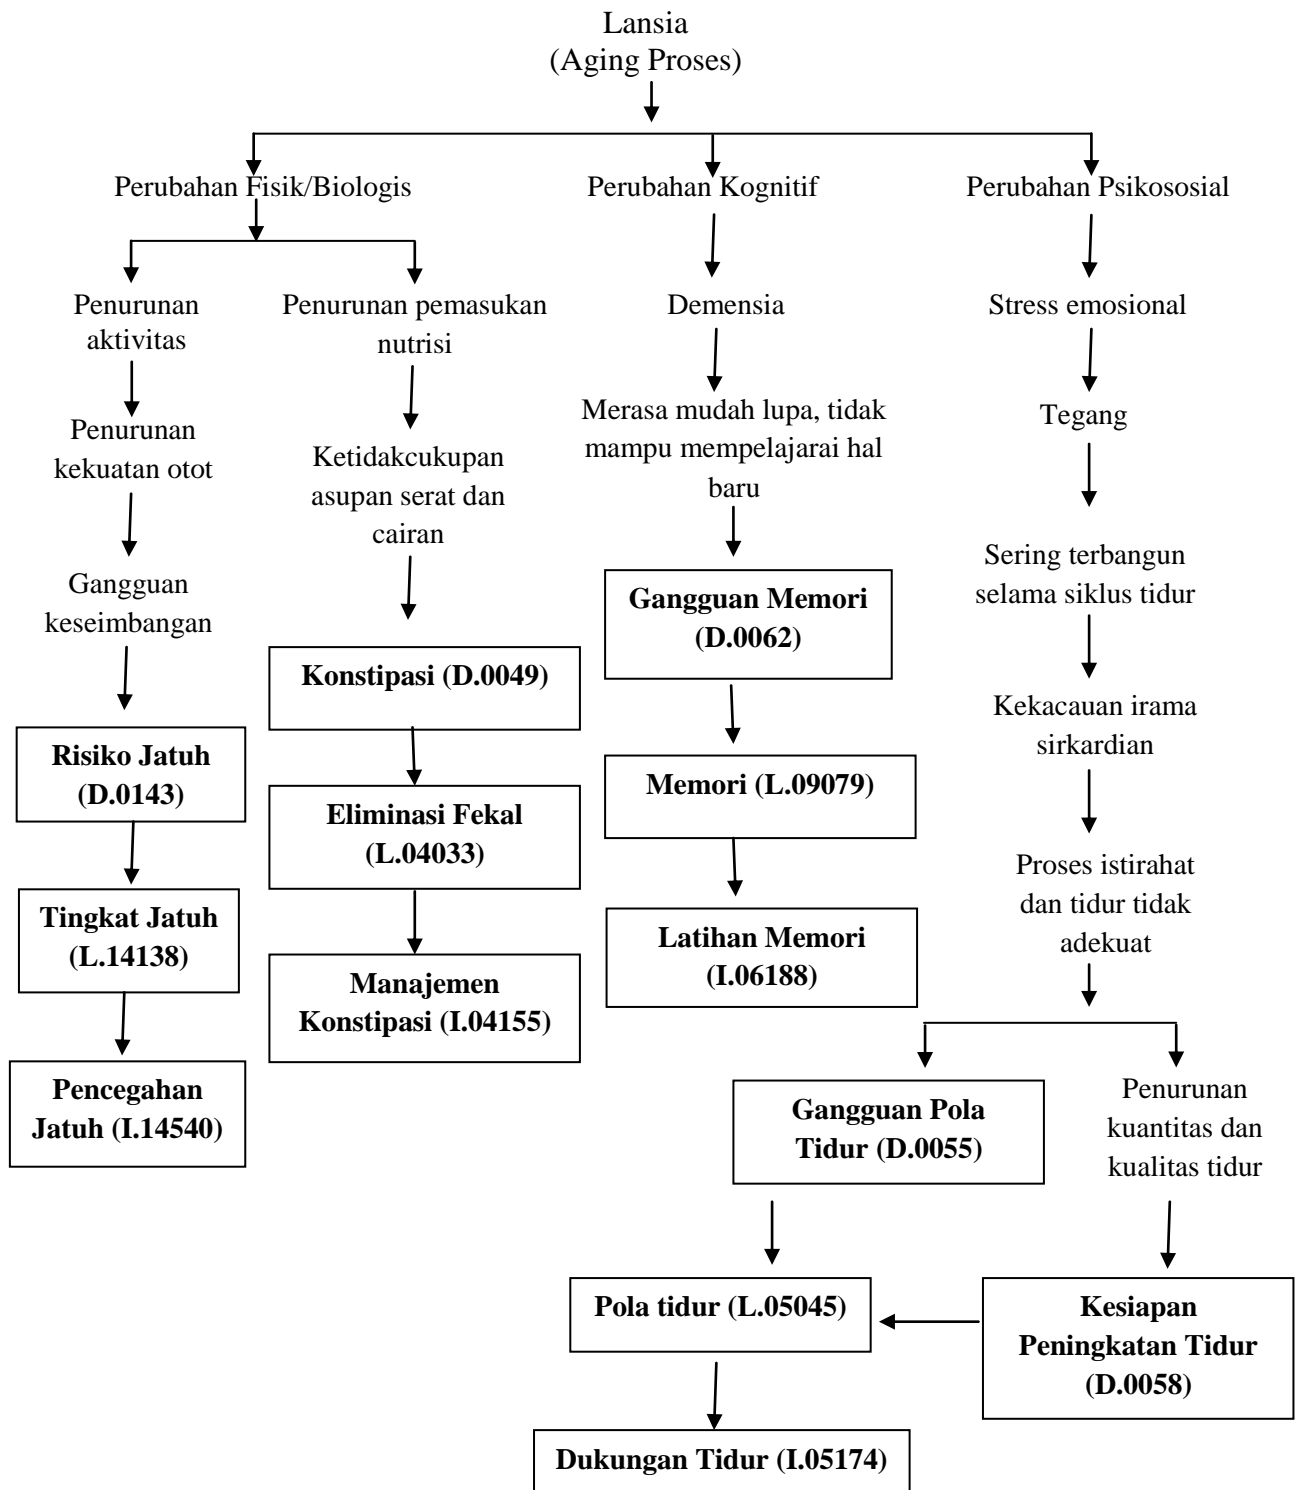 Lansia
(Aging Proses)
Perubahan Fisik/Biologis
Perubahan Kognitif
Perubahan Psikososial
Penurunan
aktivitas
Penurunan
kekuatan otot
Gangguan
keseimbangan
Risiko Jatuh
(D.0143)
Tingkat Jatuh
(L.14138)
Pencegahan
Jatuh (I.14540)
Penurunan pemasukan
nutrisi
Ketidakcukupan
asupan serat dan
cairan
Konstipasi (D.0049)
Eliminasi Fekal
(L.04033)
Manajemen
Konstipasi (I.04155)
Demensia
Merasa mudah lupa, tidak
mampu mempelajarai hal
baru
Gangguan Memori
(D.0062)
Memori (L.09079)
Latihan Memori
(I.06188)
Stress emosional
Tegang
Sering terbangun
selama siklus tidur
Kekacauan irama
sirkardian
Proses istirahat
dan tidur tidak
adekuat
Gangguan Pola
Tidur (D.0055)
Penurunan
kuantitas dan
kualitas tidur
Pola tidur (L.05045)
Kesiapan
Peningkatan Tidur
(D.0058)
Dukungan Tidur (I.05174)